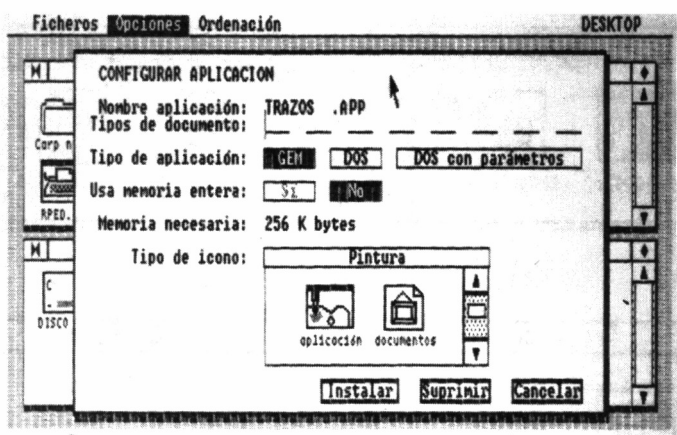 Ficheros Opciones Ordenación DESKTOP
CONFIGURAR APLICACION
Nombre aplicación: TRAZOS .APP
Tipos de documento:
Tipo de aplicación: GEM DOS DOS con parámetros
Usa memoria entera: Sí No
Memoria necesaria: 256 K bytes
Tipo de icono: Pintura
aplicación documentos
Instalar Suprimir Cancelar
Carp n
RPED.
C
DISCO